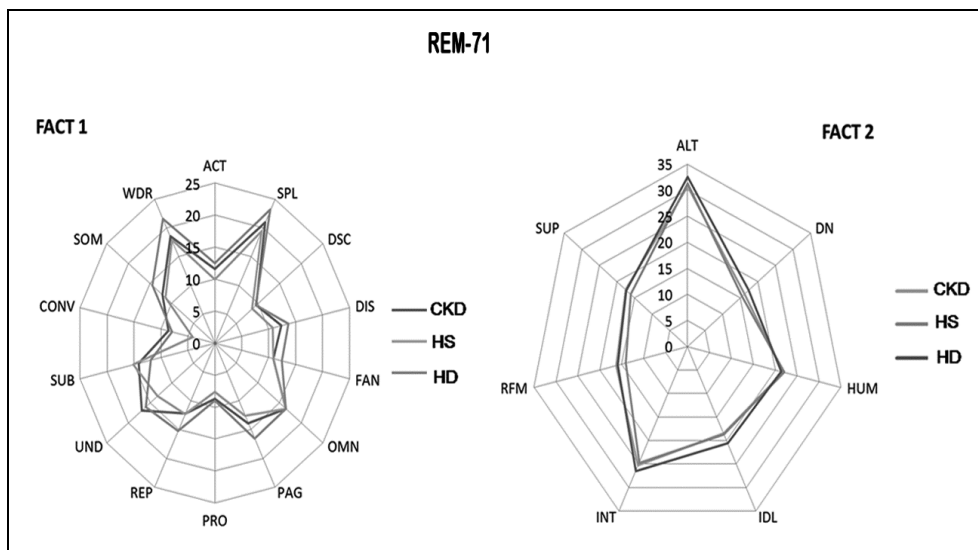 REM-71
FACT 1
ACT
SPL
DSC
DIS
FAN
OMN
PAG
PRO
REP
UND
SUB
CONV
SOM
WDR
25
20
15
10
5
0
CKD
HS
HD
FACT 2
ALT
DN
HUM
IDL
INT
RFM
SUP
35
30
25
20
15
10
5
0
CKD
HS
HD